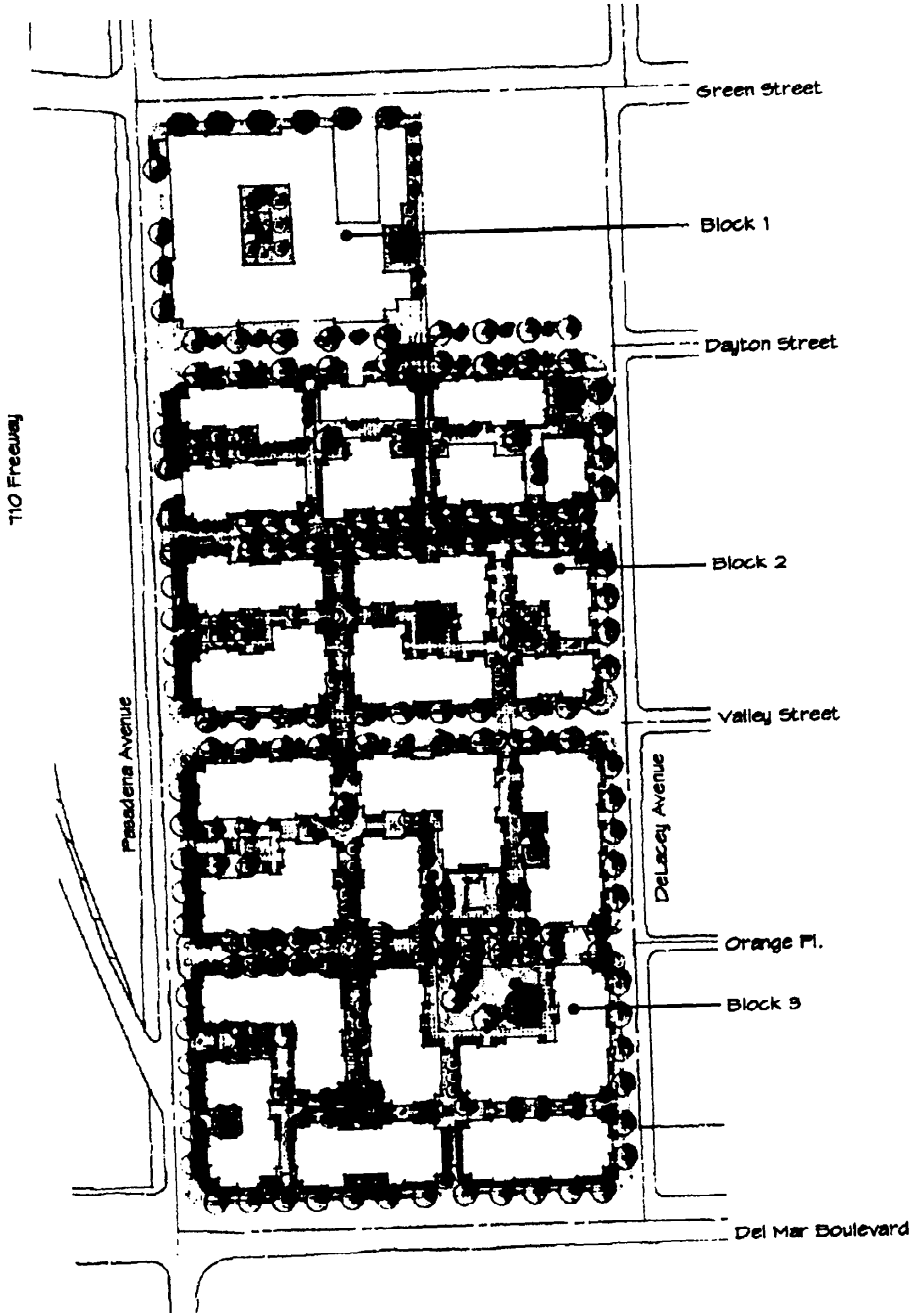 Green Street
Block 1
Dayton Street
710 Freeway
Block 2
Pasadena Avenue
Valley Street
DeLacey Avenue
Orange Pl.
Block 3
Del Mar Boulevard